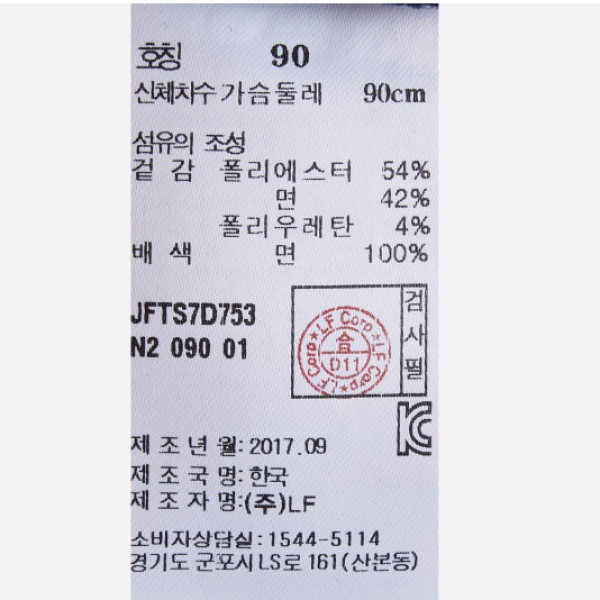 호칭 90
신체치수 가슴둘레 90cm
섬유의 조성
겉 감 폴리에스터 54%
면 42%
폴리우레탄 4%
배 색 면 100%
JFTS7D753
N2 090 01
검사필
LF Corp★LF Corp★LF Corp★
合
D11
제 조 년 월: 2017.09
제 조 국 명: 한국
제 조 자 명:(주)LF
소비자상담실:1544-5114
경기도 군포시 LS로 161(산본동)